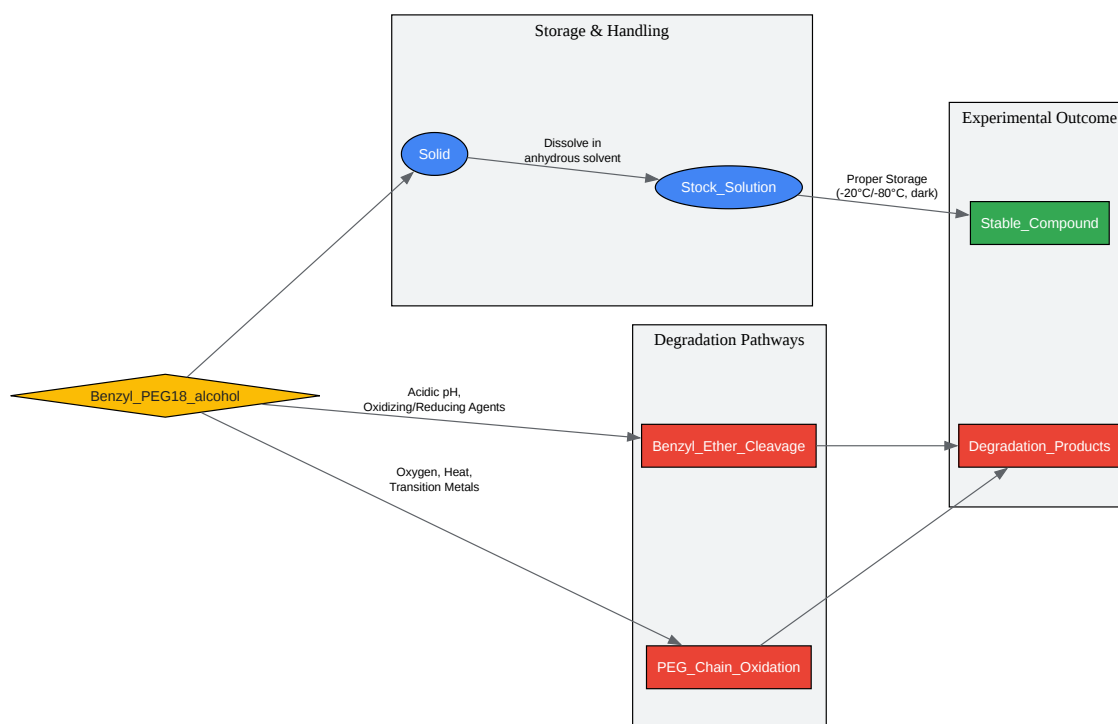 Storage & Handling
Experimental Outcome
Dissolve in
anhydrous solvent
Solid
Stock_Solution
Proper Storage
(-20°C/-80°C, dark)
Stable_Compound
Degradation Pathways
Benzyl_PEG18_alcohol
Acidic pH,
Oxidizing/Reducing Agents
Benzyl_Ether_Cleavage
Degradation_Products
Oxygen, Heat,
Transition Metals
PEG_Chain_Oxidation